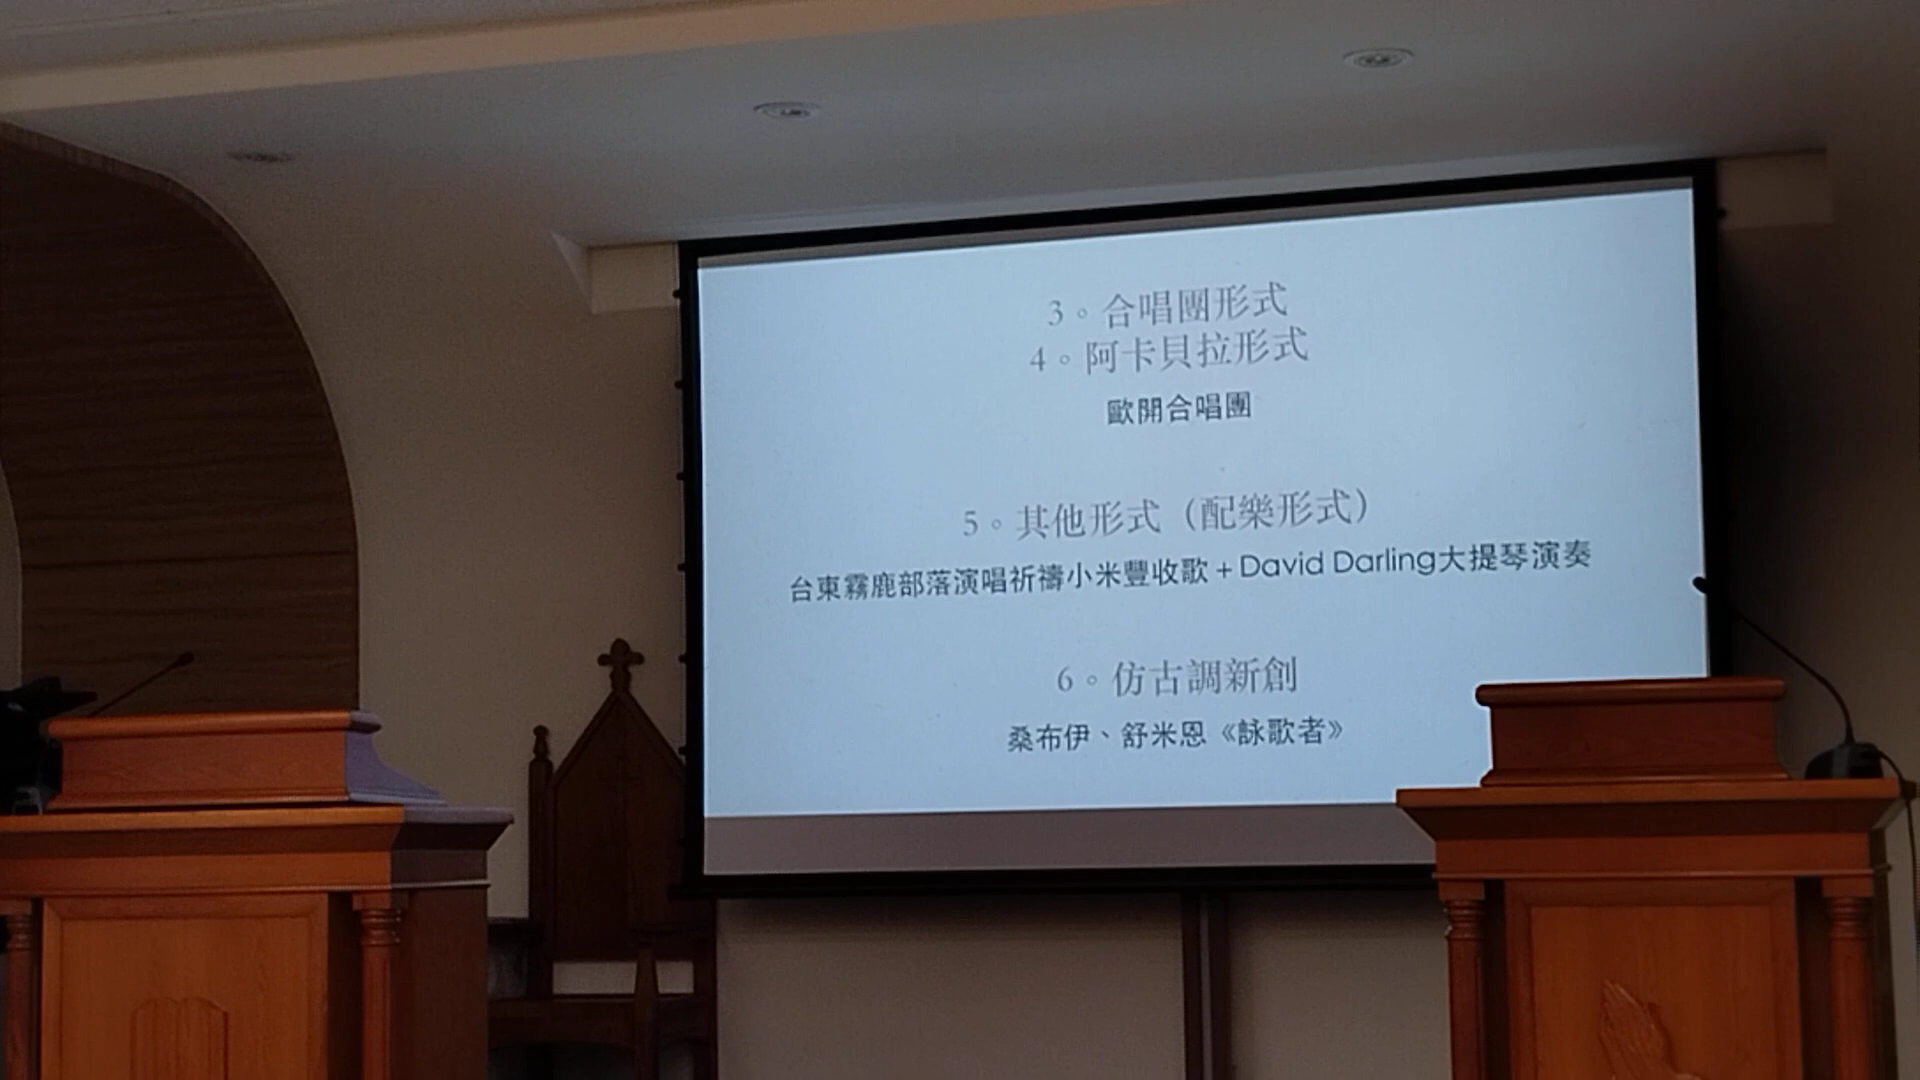 3。合唱團形式
4。阿卡貝拉形式
歐開合唱團
5。其他形式（配樂形式）
台東霧鹿部落演唱祈禱小米豐收歌+David Darling大提琴演奏
6。仿古調新創
桑布伊、舒米恩《詠歌者》